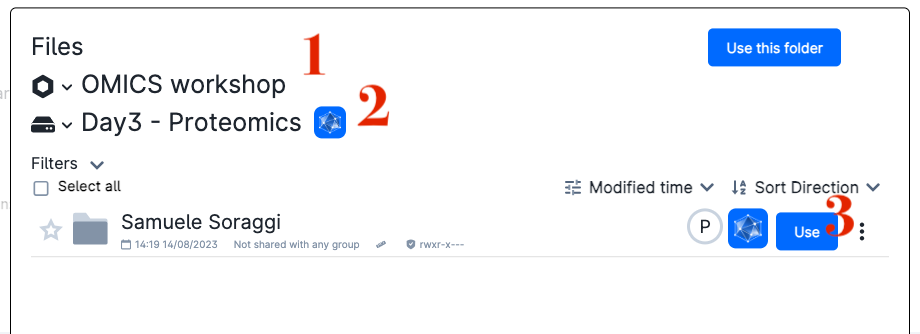 Files
1
Use this folder
OMICS workshop
2
Day3 - Proteomics
Filters
Select all
Modified time
Sort Direction
Samuele Soraggi
3
P
Use
14:19 14/08/2023 Not shared with any group rwxr-x---